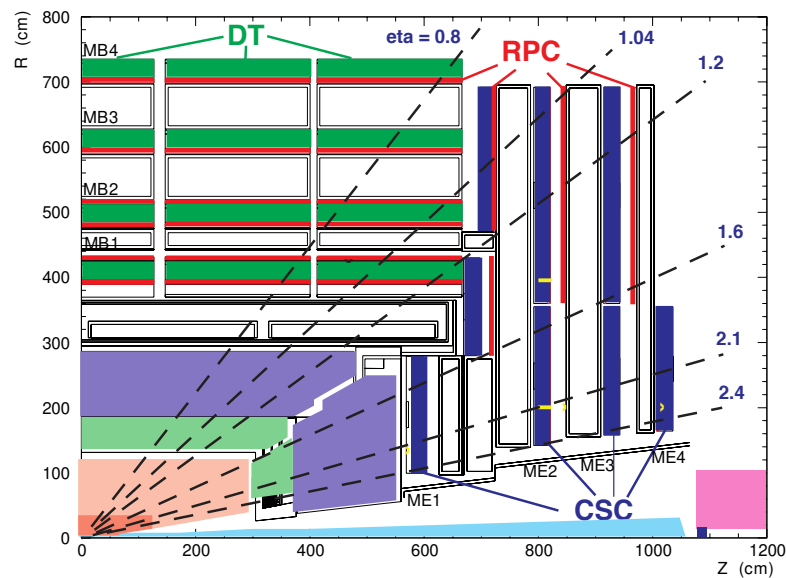 R (cm)
800
700
600
500
400
300
200
100
0
MB4
MB3
MB2
MB1
DT
eta = 0.8
RPC
1.04
1.2
1.6
2.1
2.4
ME1
ME2
ME3
ME4
CSC
0
200
400
600
800
1000
1200
Z (cm)